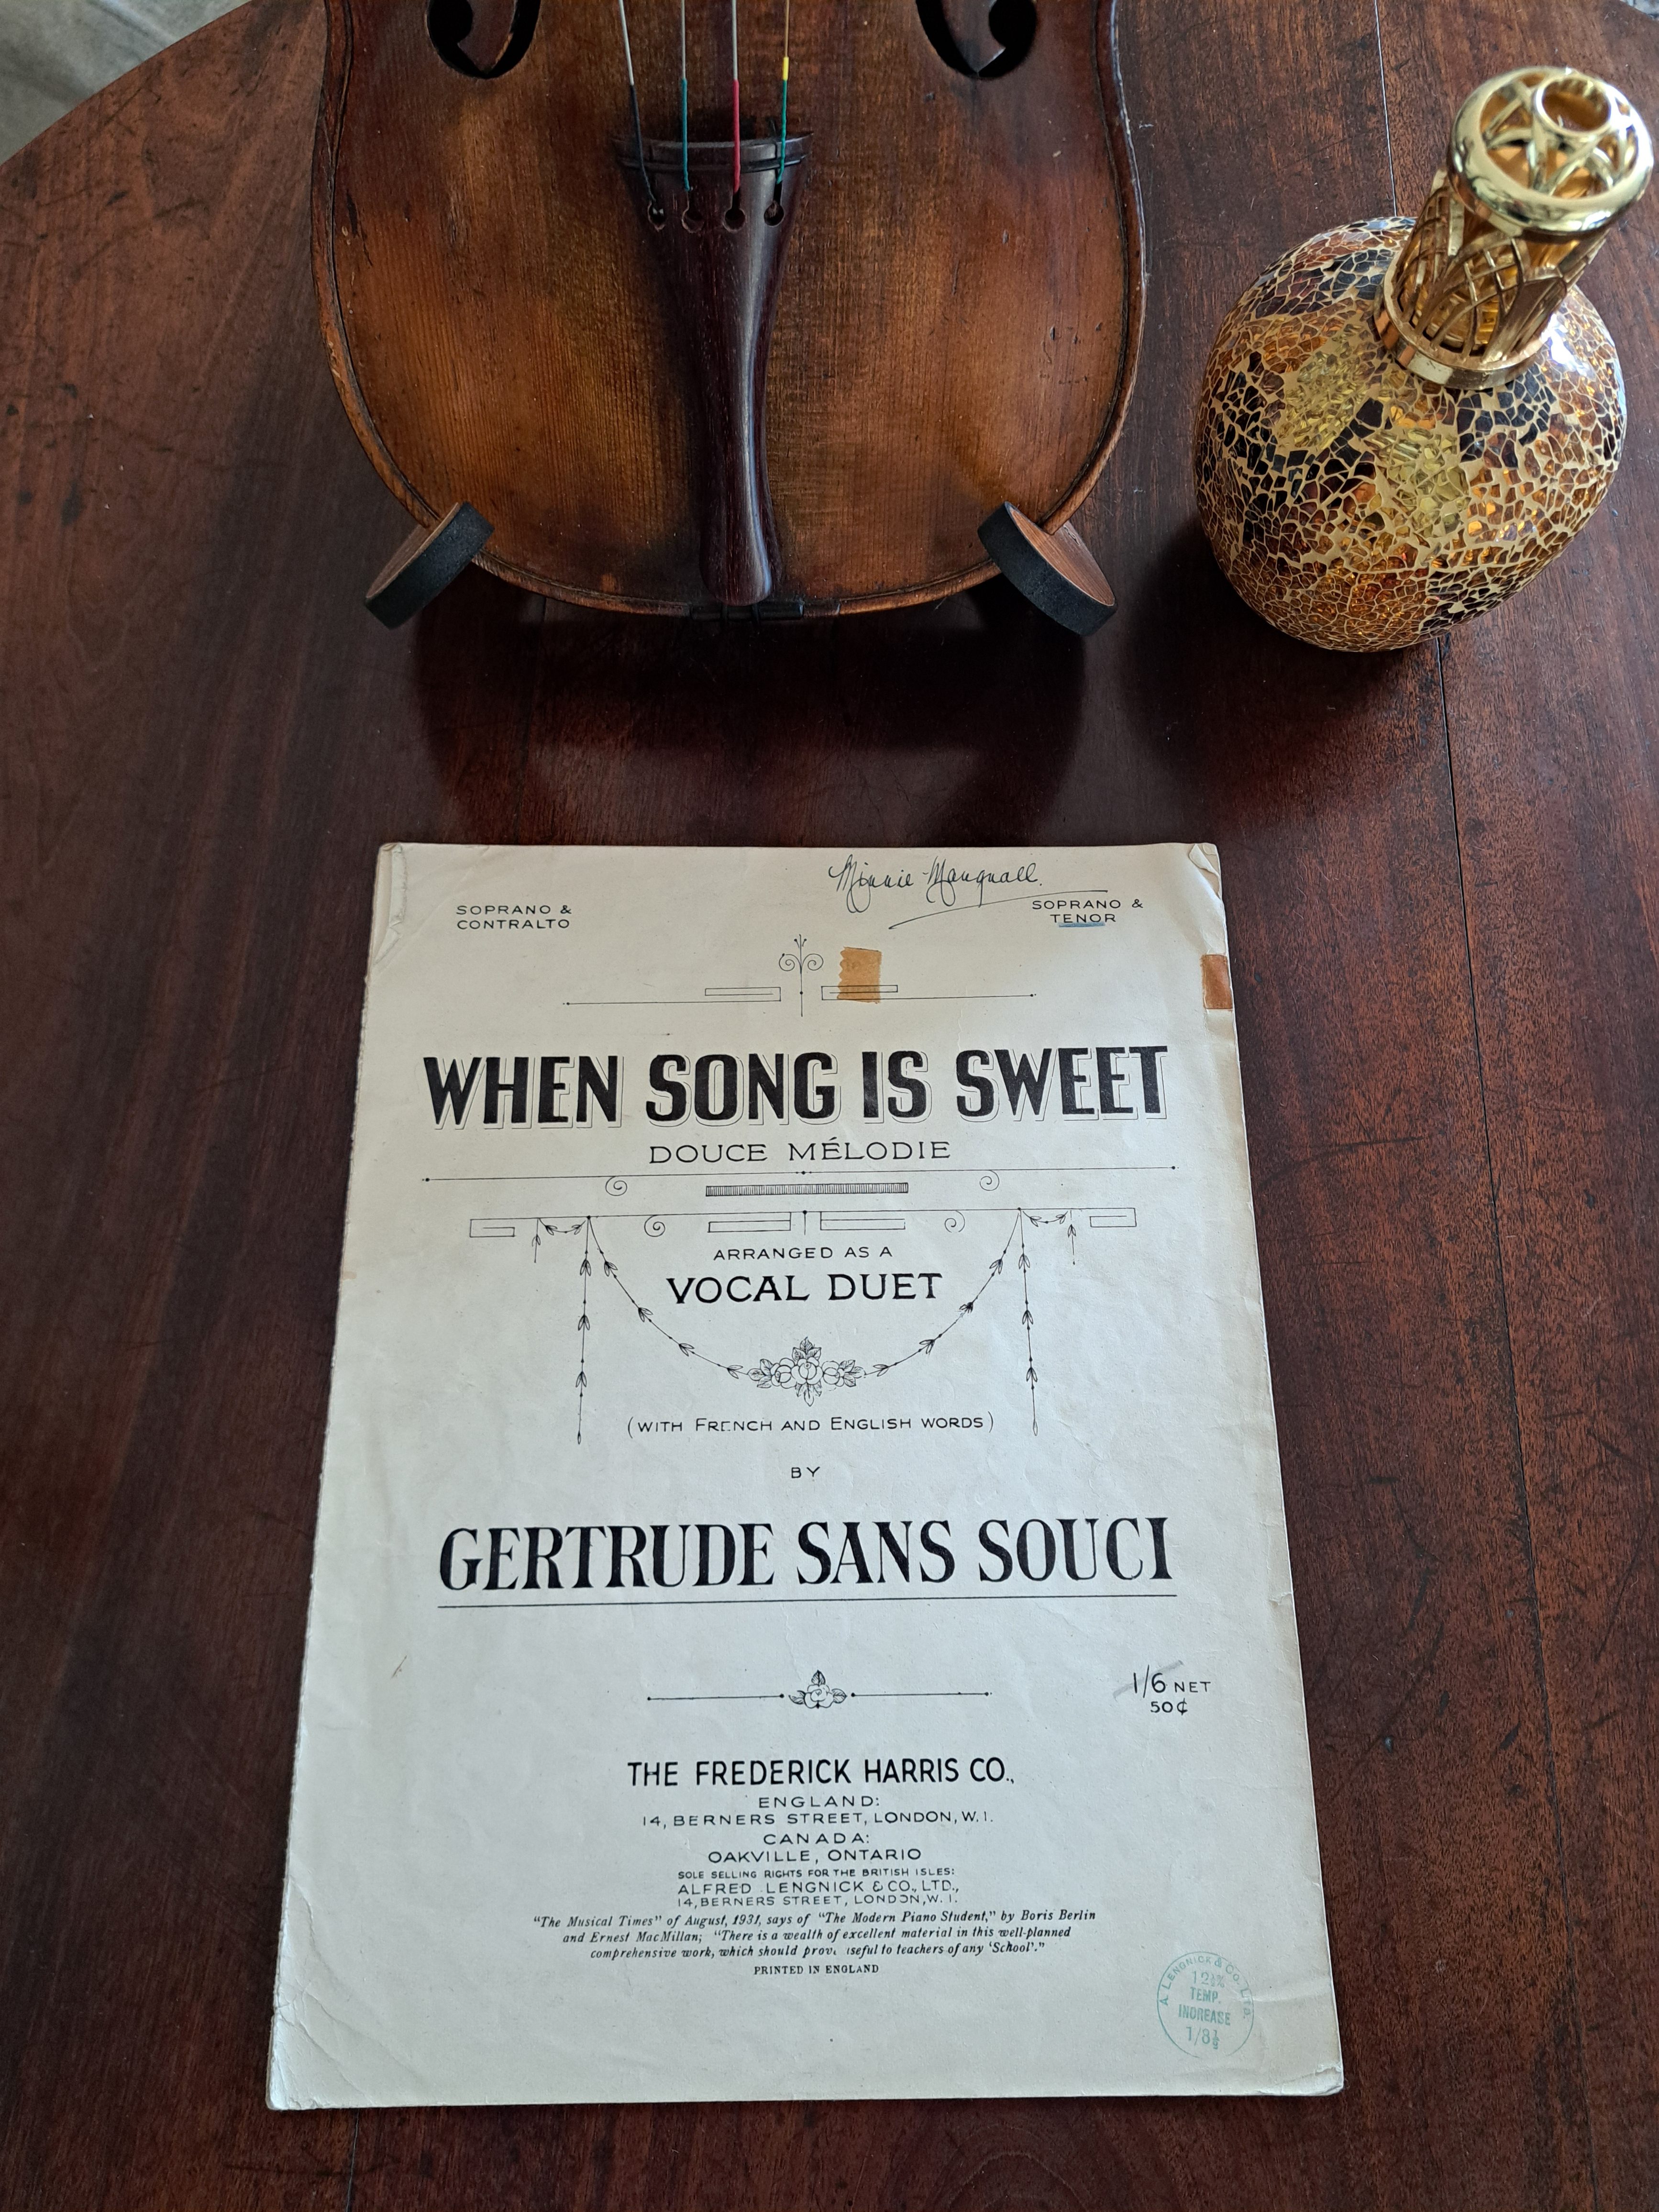 Minnie Mangnall.
SOPRANO &
CONTRALTO
SOPRANO &
TENOR
WHEN SONG IS SWEET
DOUCE MÉLODIE
ARRANGED AS A
VOCAL DUET
(WITH FRENCH AND ENGLISH WORDS)
BY
GERTRUDE SANS SOUCI
1/6 NET
50¢
THE FREDERICK HARRIS CO.,
ENGLAND:
14, BERNERS STREET, LONDON, W. 1.
CANADA:
OAKVILLE, ONTARIO
SOLE SELLING RIGHTS FOR THE BRITISH ISLES:
ALFRED LENGNICK & CO., LTD.,
14, BERNERS STREET, LONDON, W. 1.
"The Musical Times" of August, 1931, says of "The Modern Piano Student," by Boris Berlin
and Ernest MacMillan; "There is a wealth of excellent material in this well-planned
comprehensive work, which should prove useful to teachers of any 'School'."
PRINTED IN ENGLAND
A. LENGNICK & CO. LTD.
12½%
TEMP.
INCREASE
1/8½